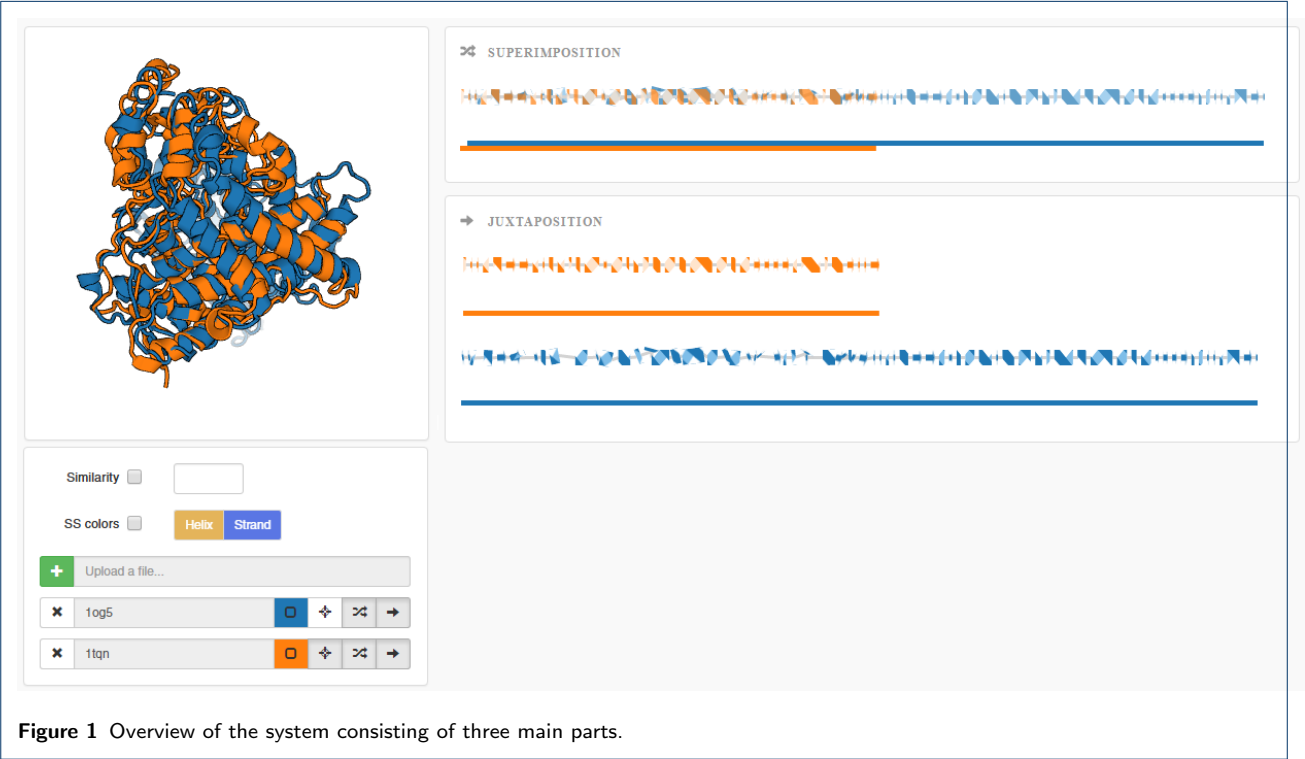 SUPERIMPOSITION
JUXTAPOSITION
Similarity
SS colors Helix Strand
Upload a file...
1og5
1tqn
Figure 1 Overview of the system consisting of three main parts.